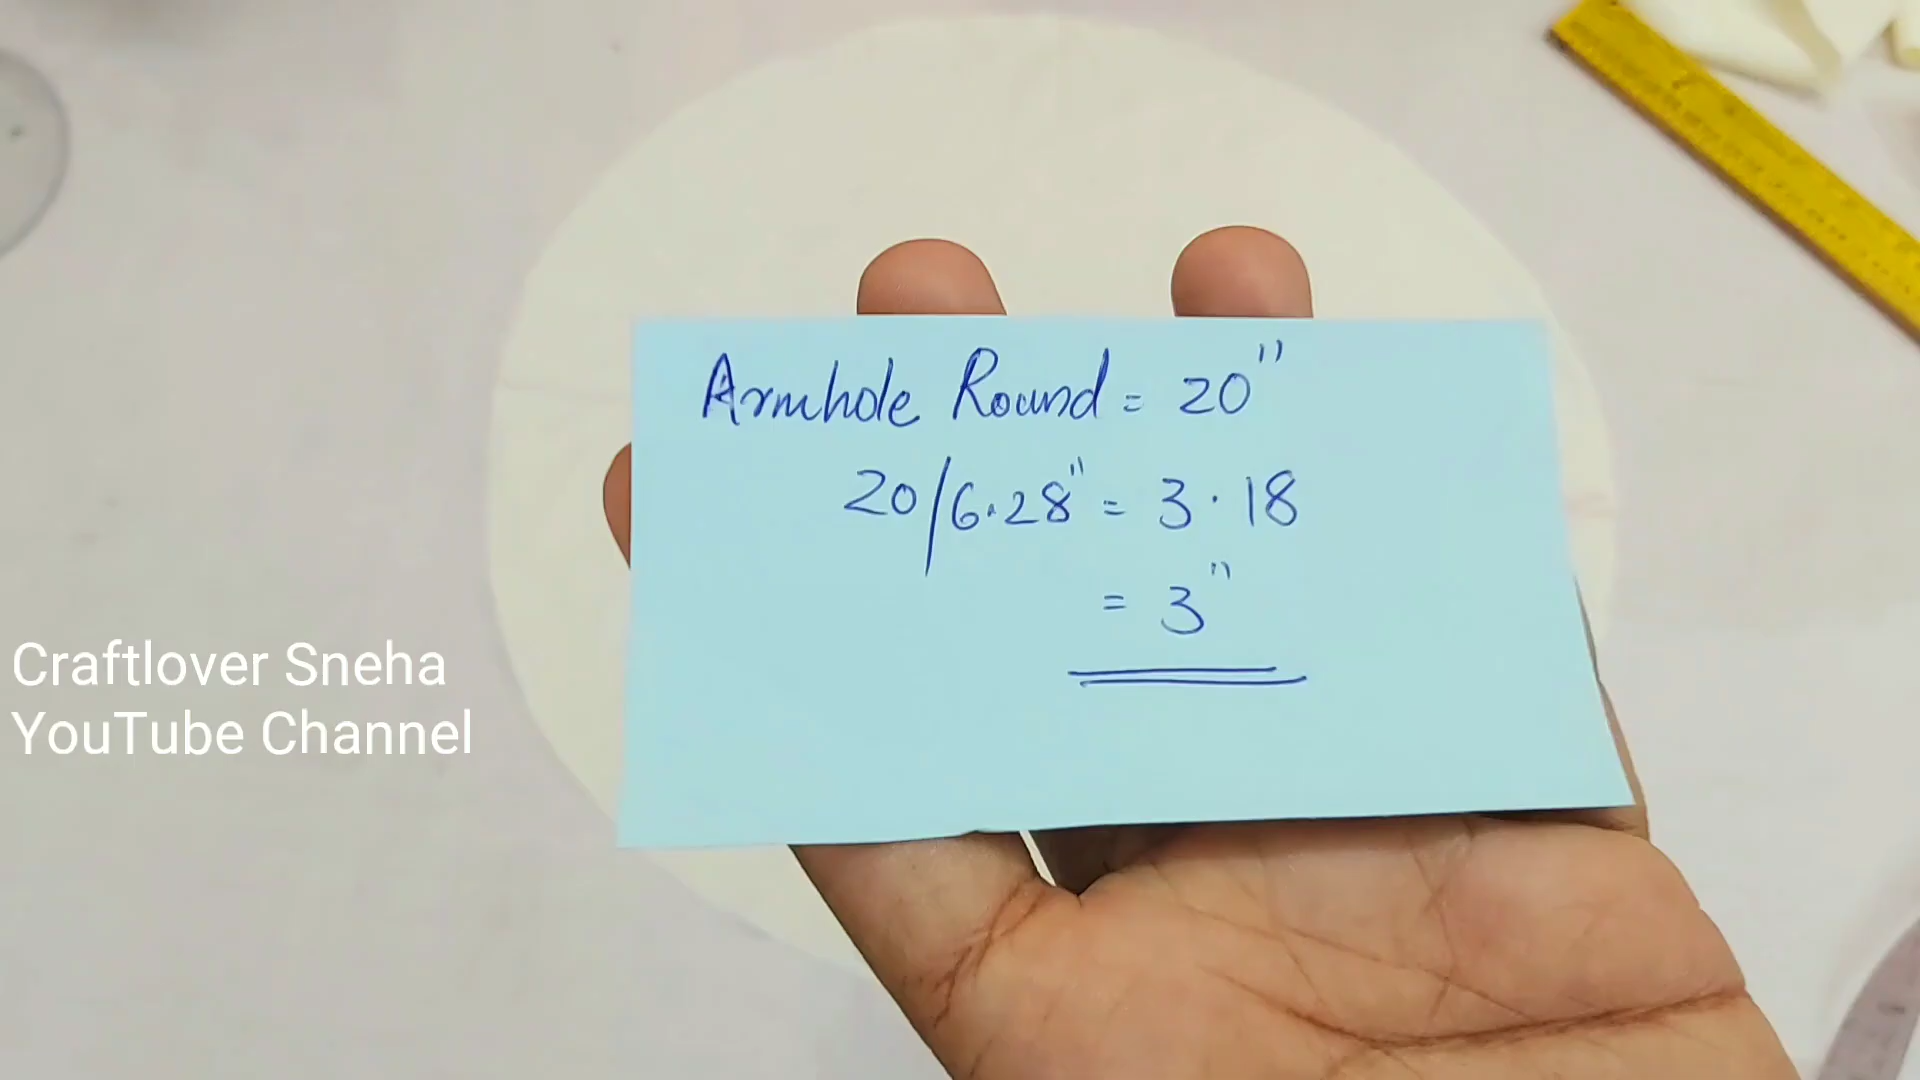 Armhole Round = 20"
20/6.28" = 3.18
= 3"
Craftlover Sneha
YouTube Channel